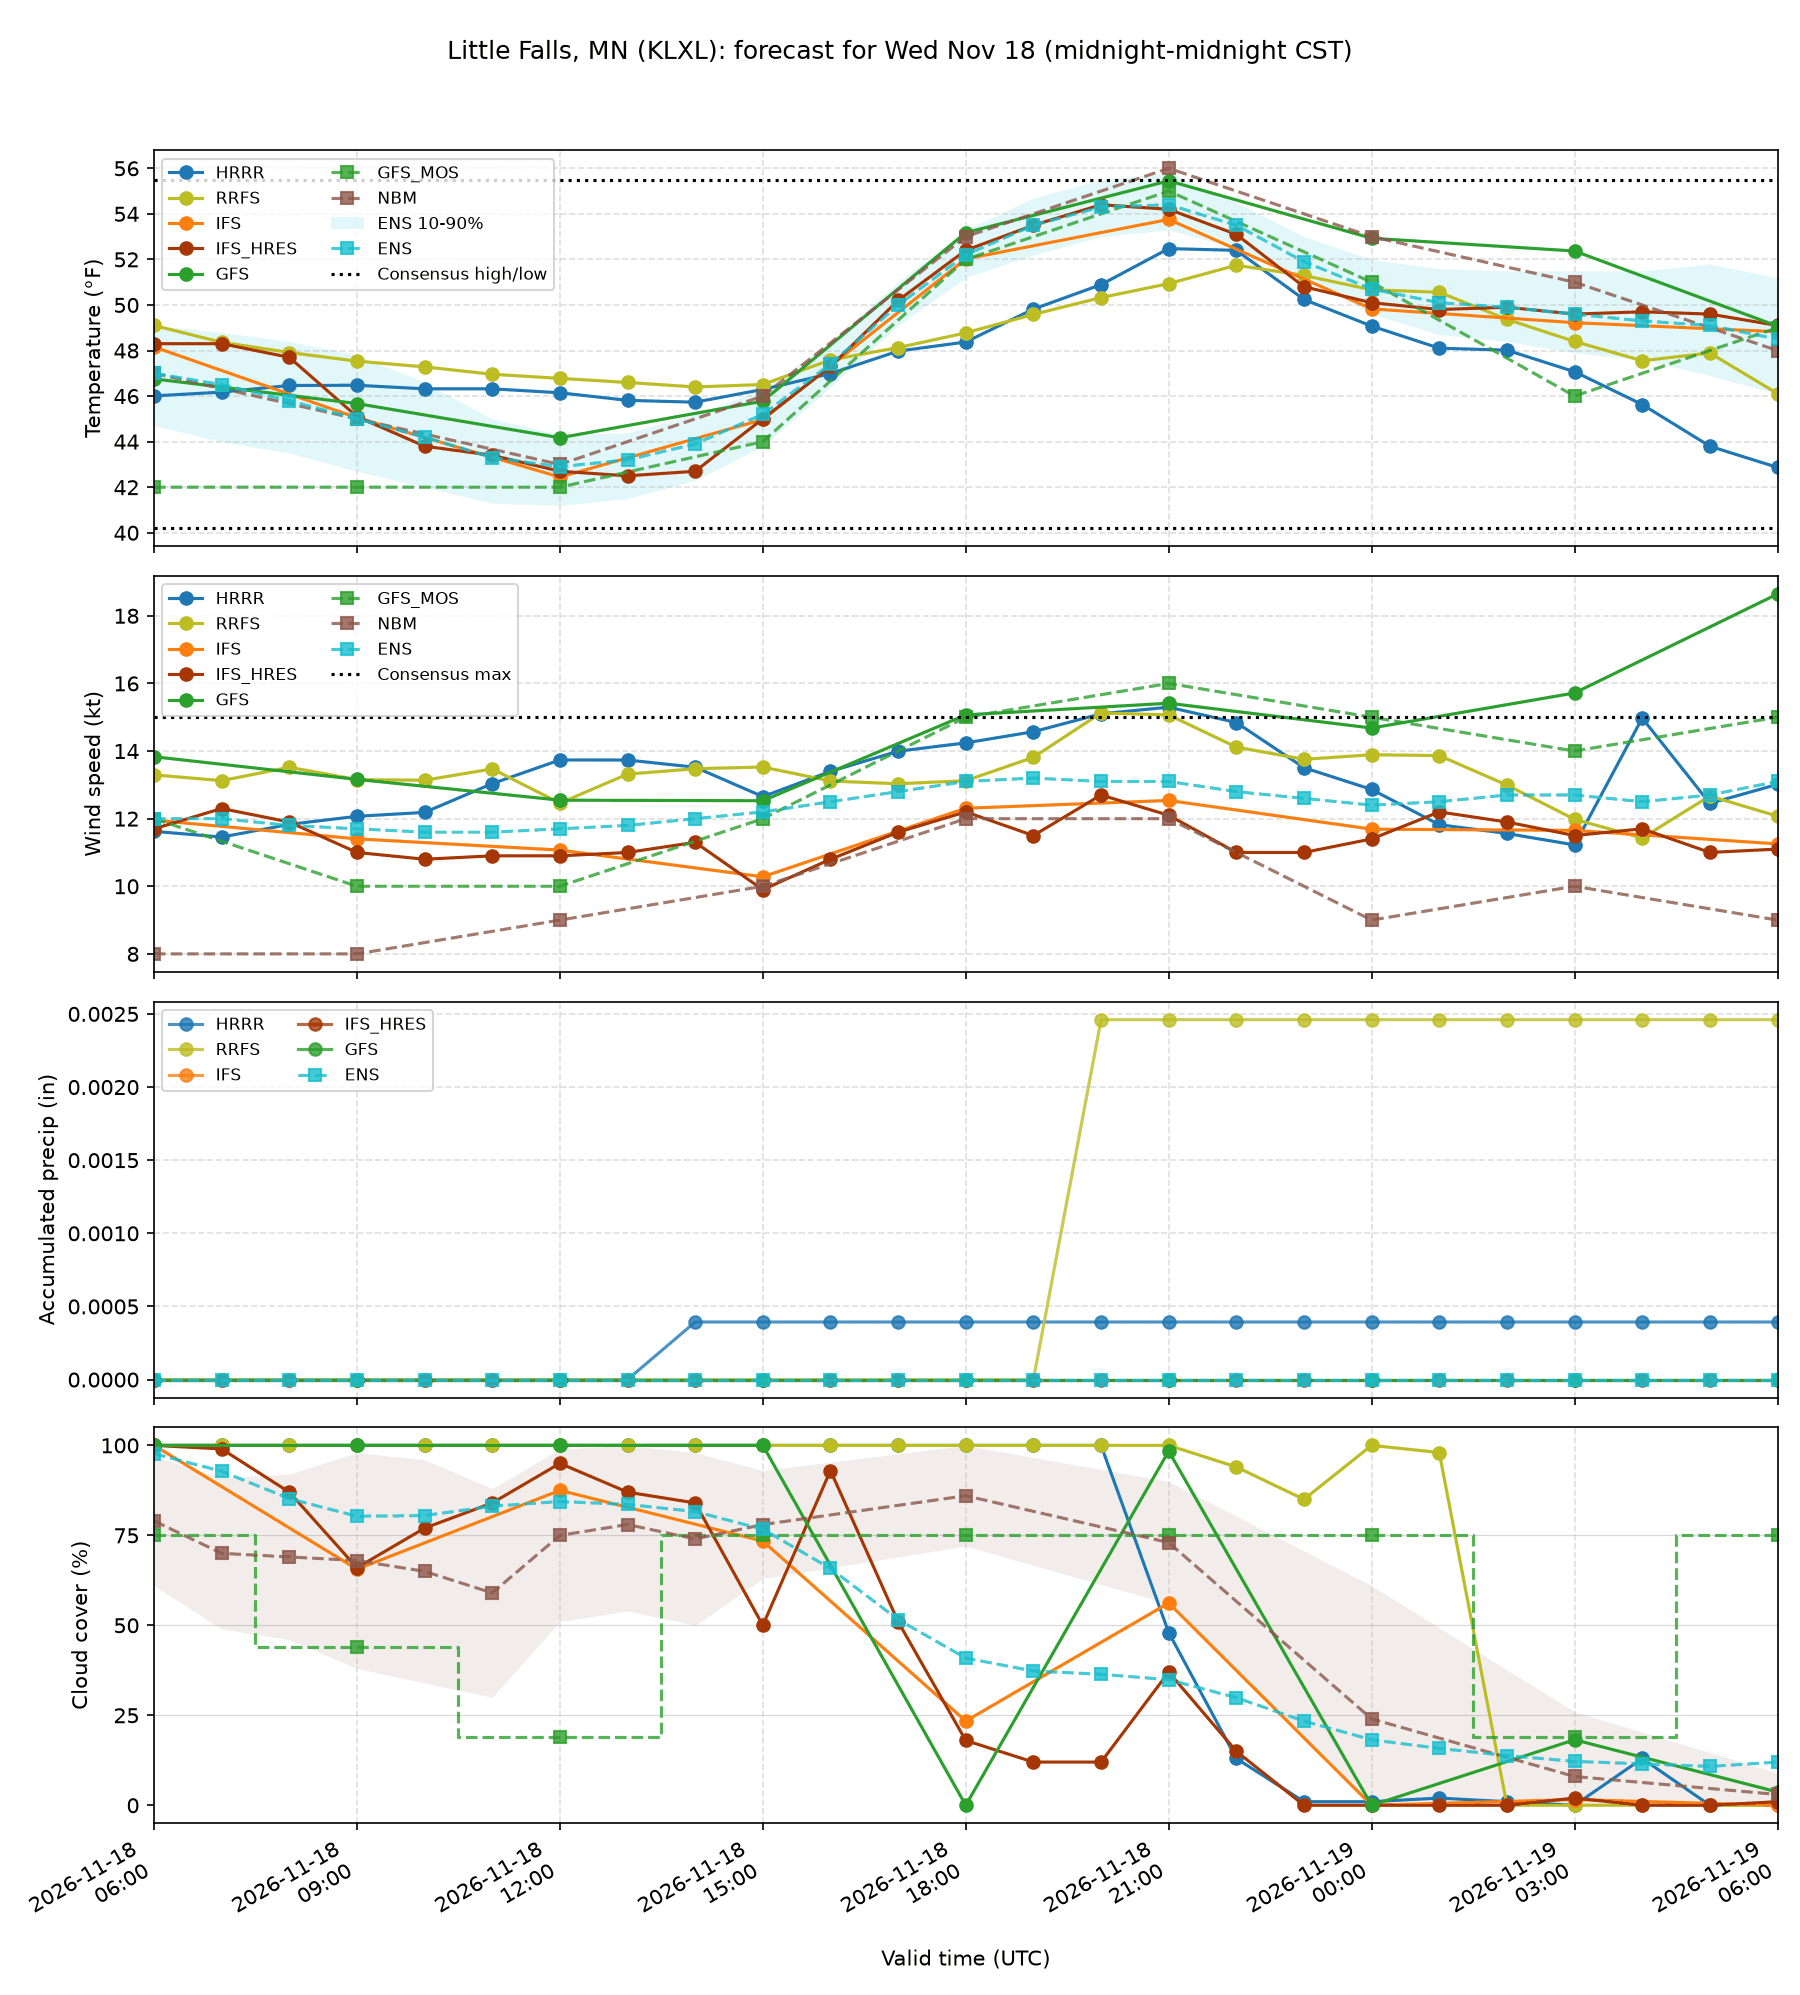 Little Falls, MN (KLXL): forecast for Wed Nov 18 (midnight-midnight CST)
Temperature (°F)
56
54
52
50
48
46
44
42
40
HRRR
RRFS
IFS
IFS_HRES
GFS
GFS_MOS
NBM
ENS 10-90%
ENS
Consensus high/low
Wind speed (kt)
18
16
14
12
10
8
HRRR
RRFS
IFS
IFS_HRES
GFS
GFS_MOS
NBM
ENS
Consensus max
Accumulated precip (in)
0.0025
0.0020
0.0015
0.0010
0.0005
0.0000
HRRR
RRFS
IFS
IFS_HRES
GFS
ENS
Cloud cover (%)
100
75
50
25
0
2026-11-18
06:00
2026-11-18
09:00
2026-11-18
12:00
2026-11-18
15:00
2026-11-18
18:00
2026-11-18
21:00
2026-11-19
00:00
2026-11-19
03:00
2026-11-19
06:00
Valid time (UTC)